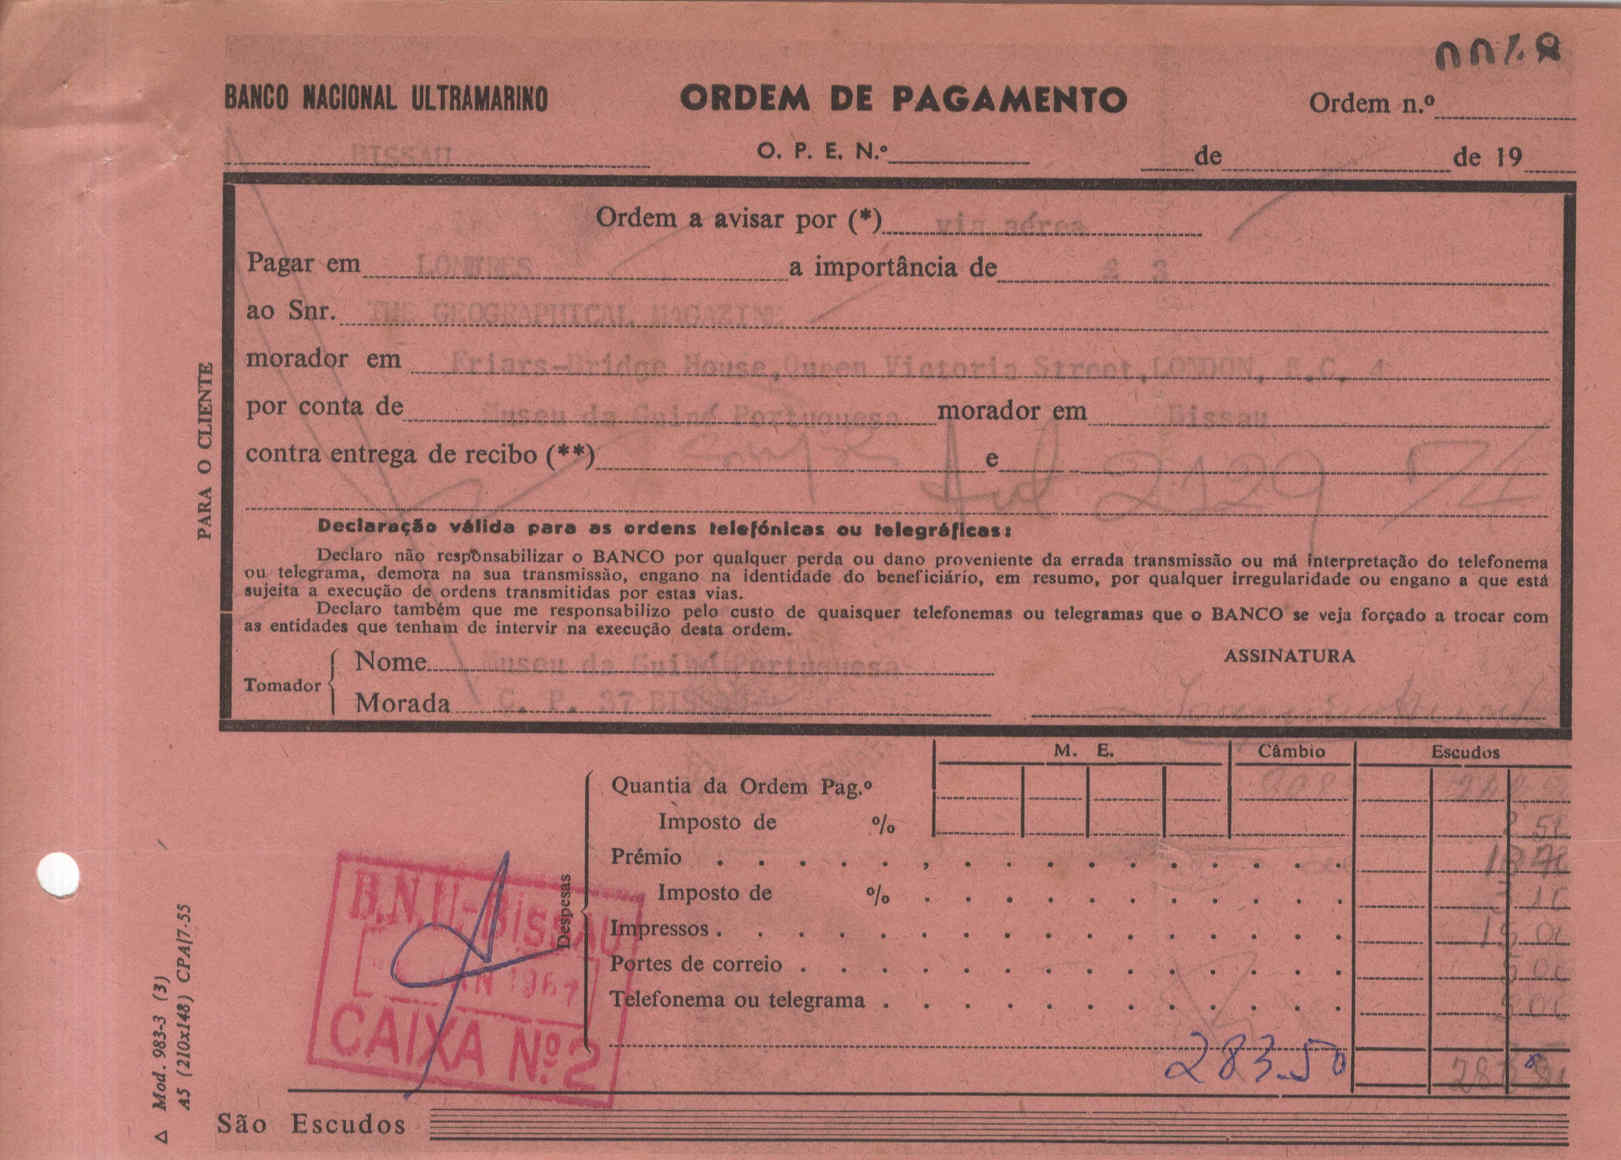 BANCO NACIONAL ULTRAMARINO ORDEM DE PAGAMENTO Ordem n.º
BISSAU O. P. E. N.º de de 19
Ordem a avisar por (*) via aérea
Pagar em LONDRES a importância de £ 3
ao Snr. THE GEOGRAPHICAL MAGAZINE
morador em Friars-Bridge House, Queen Victoria Street, LONDON, E.C. 4
por conta de Museu da Guiné Portuguesa morador em Bissau
contra entrega de recibo (**) e
2129
Declaração válida para as ordens telefónicas ou telegráficas:
Declaro não responsabilizar o BANCO por qualquer perda ou dano proveniente da errada transmissão ou má interpretação do telefonema
ou telegrama, demora na sua transmissão, engano na identidade do beneficiário, em resumo, por qualquer irregularidade ou engano a que está
sujeita a execução de ordens transmitidas por estas vias.
Declaro também que me responsabilizo pelo custo de quaisquer telefonemas ou telegramas que o BANCO se veja forçado a trocar com
as entidades que tenham de intervir na execução desta ordem.
Tomador
Nome Museu da Guiné Portuguesa
Morada C. P. 37 BISSAU
ASSINATURA
M. E. Câmbio Escudos
Quantia da Ordem Pag.º
Imposto de %
Despesas
Prémio
Imposto de %
Impressos
Portes de correio
Telefonema ou telegrama
283.50
São Escudos
B.N.U-BISSAU
CAIXA Nº 2
PARA O CLIENTE
Mod. 983-3 (3)
A5 (210x148) CPA/7-55